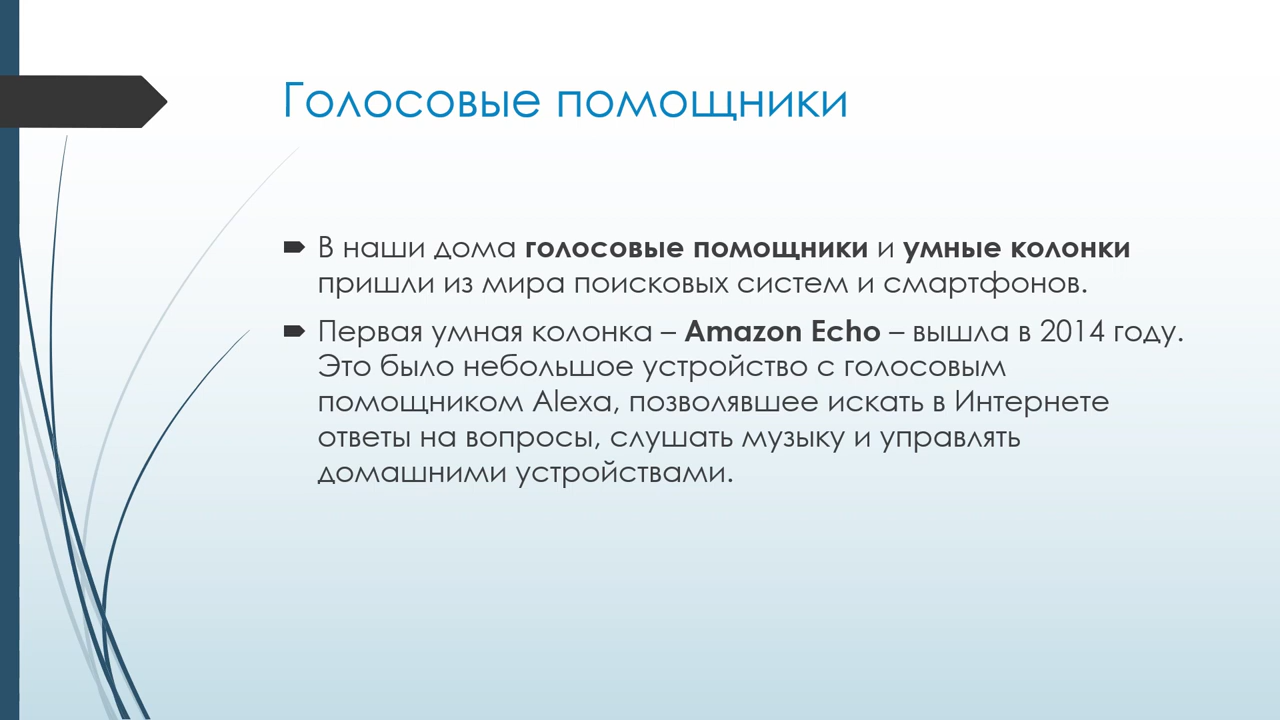 Голосовые помощники
В наши дома голосовые помощники и умные колонки
пришли из мира поисковых систем и смартфонов.
Первая умная колонка – Amazon Echo – вышла в 2014 году.
Это было небольшое устройство с голосовым
помощником Alexa, позволявшее искать в Интернете
ответы на вопросы, слушать музыку и управлять
домашними устройствами.